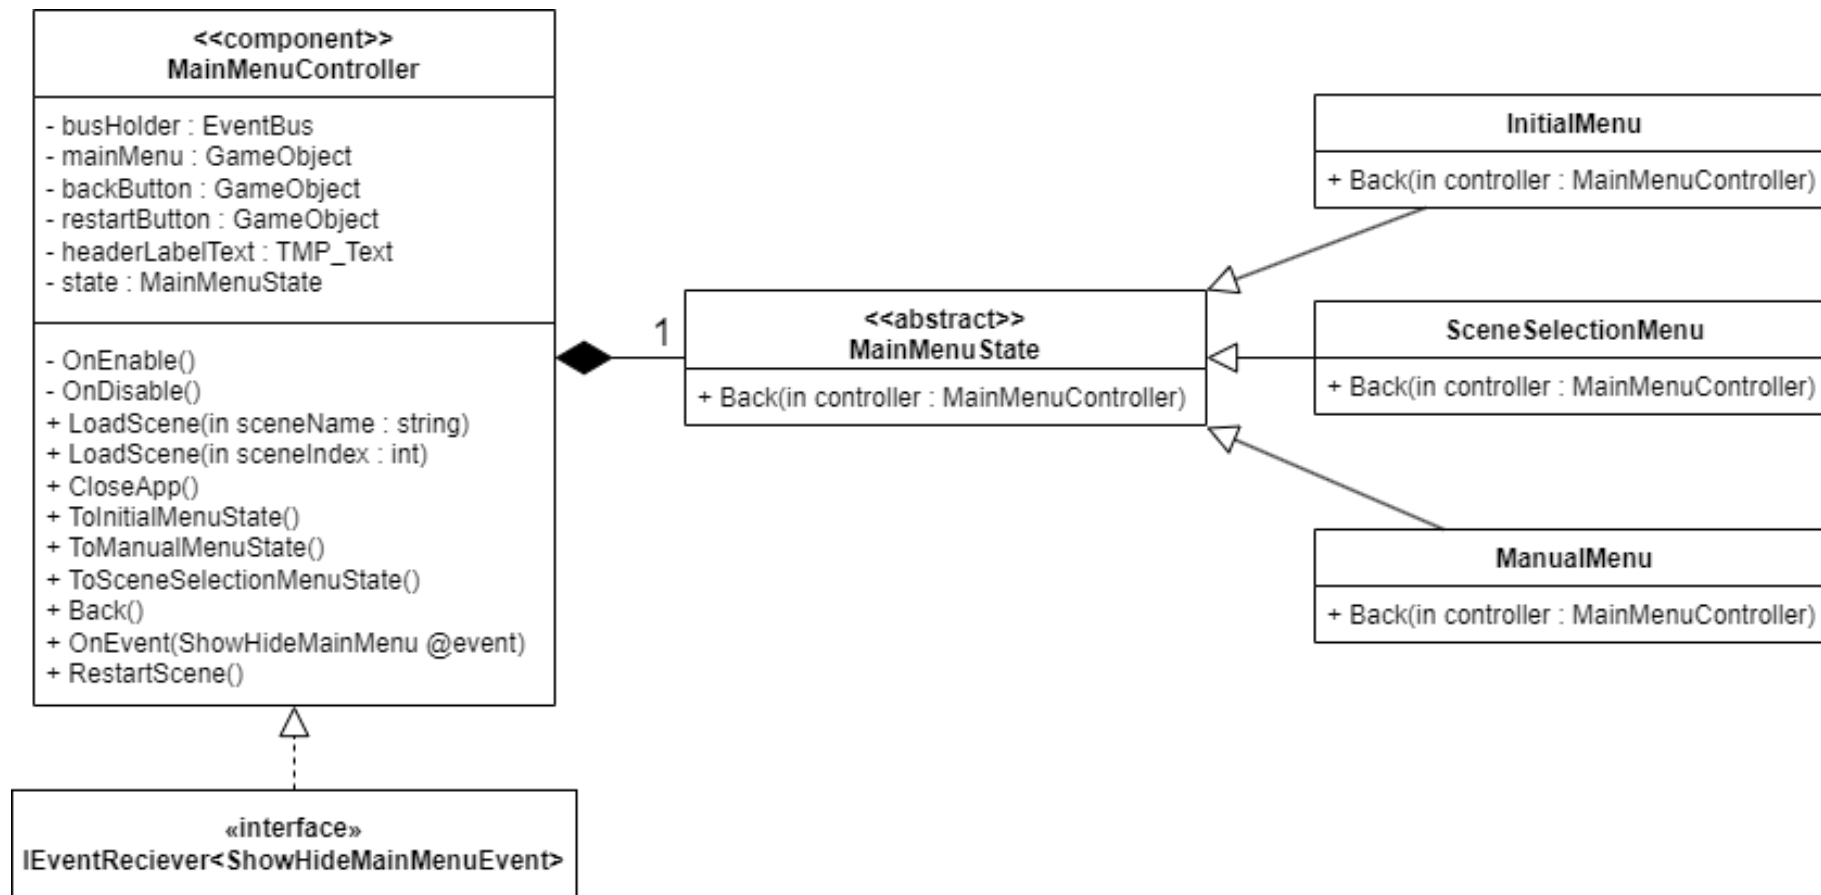 <<component>>
MainMenuController
- busHolder : EventBus
- mainMenu : GameObject
- backButton : GameObject
- restartButton : GameObject
- headerLabelText : TMP_Text
- state : MainMenuState
- OnEnable()
- OnDisable()
+ LoadScene(in sceneName : string)
+ LoadScene(in sceneIndex : int)
+ CloseApp()
+ ToInitialMenuState()
+ ToManualMenuState()
+ ToSceneSelectionMenuState()
+ Back()
+ OnEvent(ShowHideMainMenu @event)
+ RestartScene()
«interface»
IEventReciever<ShowHideMainMenuEvent>
1
<<abstract>>
MainMenuState
+ Back(in controller : MainMenuController)
InitialMenu
+ Back(in controller : MainMenuController)
SceneSelectionMenu
+ Back(in controller : MainMenuController)
ManualMenu
+ Back(in controller : MainMenuController)